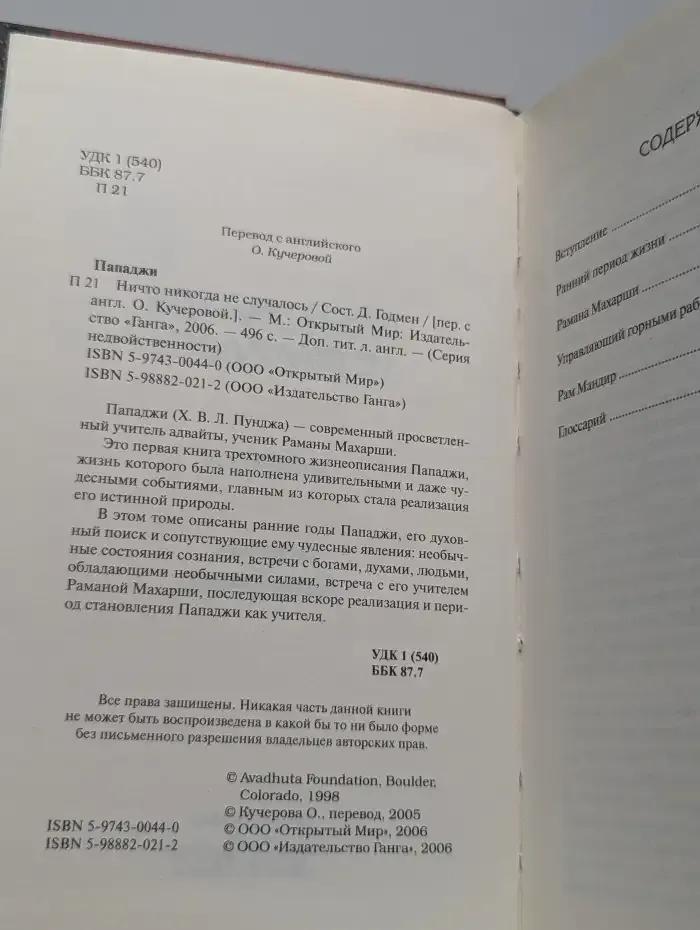 УДК 1 (540)
ББК 87.7
П 21
Перевод с английского
О. Кучеровой
Пападжи
П 21 Ничто никогда не случалось / Сост. Д. Годмен / [пер. с
англ. О. Кучеровой.]. — М.: Открытый Мир: Издатель-
ство «Ганга», 2006. — 496 с. — Доп. тит. л. англ. — (Серия
недвойственности)
ISBN 5-9743-0044-0 (ООО «Открытый Мир»)
ISBN 5-98882-021-2 (ООО «Издательство Ганга»)
Пападжи (Х. В. Л. Пунджа) — современный просветлен-
ный учитель адвайты, ученик Раманы Махарши.
Это первая книга трехтомного жизнеописания Пападжи,
жизнь которого была наполнена удивительными и даже чу-
десными событиями, главным из которых стала реализация
его истинной природы.
В этом томе описаны ранние годы Пападжи, его духов-
ный поиск и сопутствующие ему чудесные явления: необыч-
ные состояния сознания, встречи с богами, духами, людьми,
обладающими необычными силами, встреча с его учителем
Раманой Махарши, последующая вскоре реализация и пери-
од становления Пападжи как учителя.
УДК 1 (540)
ББК 87.7
Все права защищены. Никакая часть данной книги
не может быть воспроизведена в какой бы то ни было форме
без письменного разрешения владельцев авторских прав.
© Avadhuta Foundation, Boulder,
Colorado, 1998
© Кучерова О., перевод, 2005
ISBN 5-9743-0044-0 © ООО «Открытый Мир», 2006
ISBN 5-98882-021-2 © ООО «Издательство Ганга», 2006
СОДЕРЖ
Вступление
Ранний период жизни
Рамана Махарши
Управляющий горными раб
Рам Мандир
Глоссарий